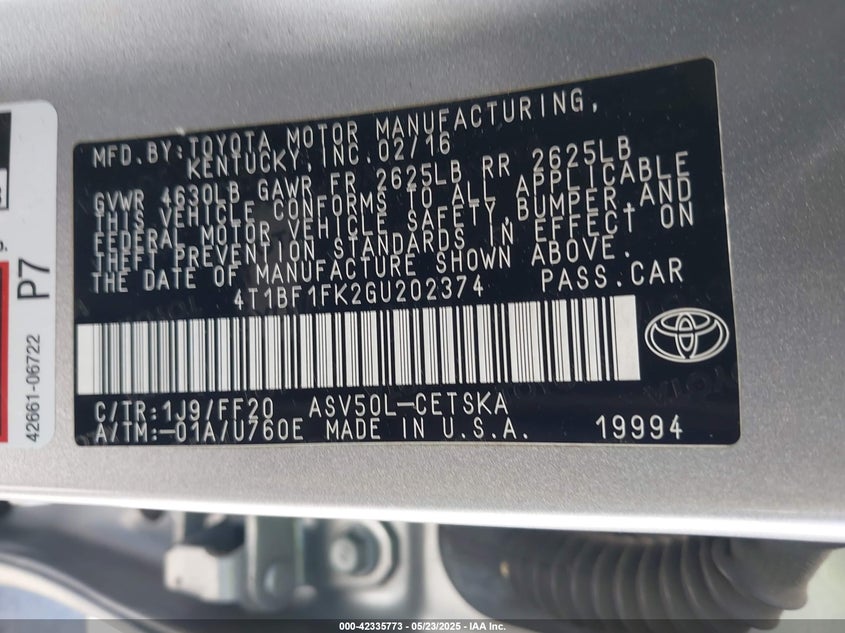 MFD.BY:TOYOTA MOTOR MANUFACTURING,
KENTUCKY, INC.02/16
GVWR 4630LB GAWR FR 2625LB RR 2625LB
THIS VEHICLE CONFORMS TO ALL APPLICABLE
FEDERAL MOTOR VEHICLE SAFETY,BUMPER,AND
THEFT PREVENTION STANDARDS IN EFFECT ON
THE DATE OF MANUFACTURE SHOWN ABOVE.
4T1BF1FK2GU202374 PASS.CAR
C/TR:1J9/FF20 ASV50L-CETSKA
A/TM:-01A/U760E MADE IN U.S.A. 19994
P7
42661-06722
000-42335773 - 05/23/2025 - IAA Inc.